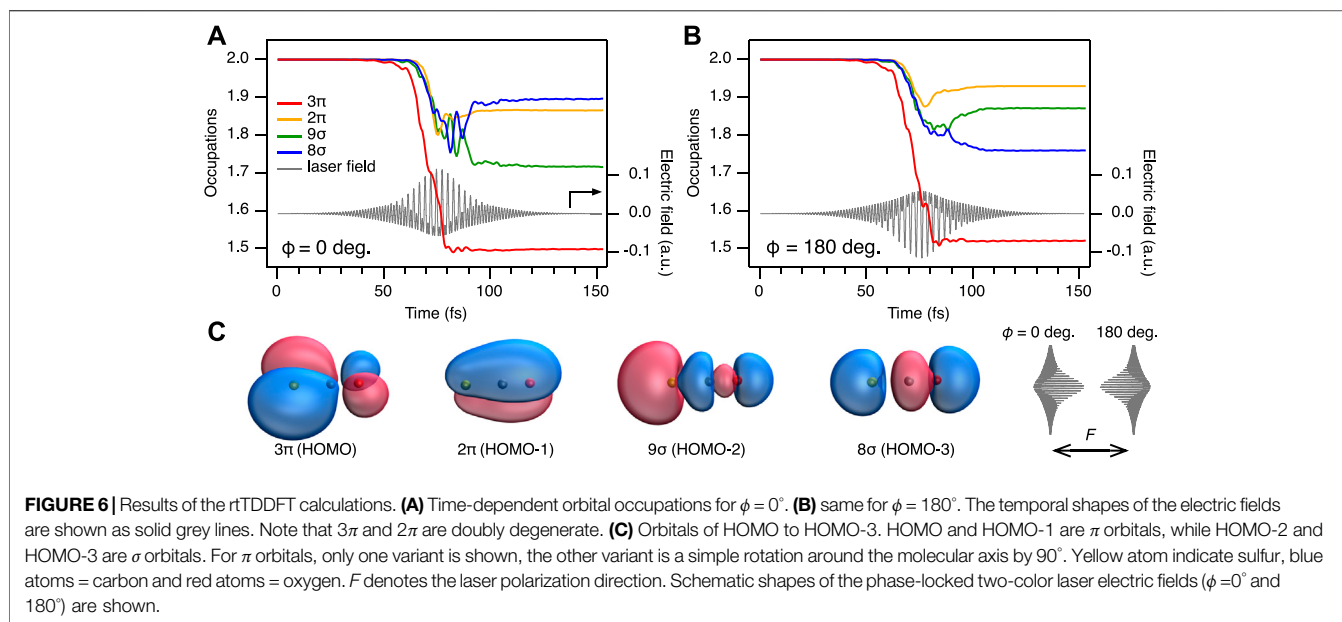 A
B
2.0
1.9
1.8
1.7
1.6
1.5
Occupations
3π
2π
9σ
8σ
laser field
0.1
0.0
-0.1
Electric field (a.u.)
ϕ = 0 deg.
0
50
100
150
Time (fs)
2.0
1.9
1.8
1.7
1.6
1.5
Occupations
0.1
0.0
-0.1
Electric field (a.u.)
ϕ = 180 deg.
0
50
100
150
Time (fs)
C
3π (HOMO)
2π (HOMO-1)
9σ (HOMO-2)
8σ (HOMO-3)
ϕ = 0 deg.
180 deg.
F
FIGURE 6 | Results of the rtTDDFT calculations. (A) Time-dependent orbital occupations for ϕ = 0°. (B) same for ϕ = 180°. The temporal shapes of the electric fields
are shown as solid grey lines. Note that 3π and 2π are doubly degenerate. (C) Orbitals of HOMO to HOMO-3. HOMO and HOMO-1 are π orbitals, while HOMO-2 and
HOMO-3 are σ orbitals. For π orbitals, only one variant is shown, the other variant is a simple rotation around the molecular axis by 90°. Yellow atom indicate sulfur, blue
atoms = carbon and red atoms = oxygen. F denotes the laser polarization direction. Schematic shapes of the phase-locked two-color laser electric fields (ϕ =0° and
180°) are shown.